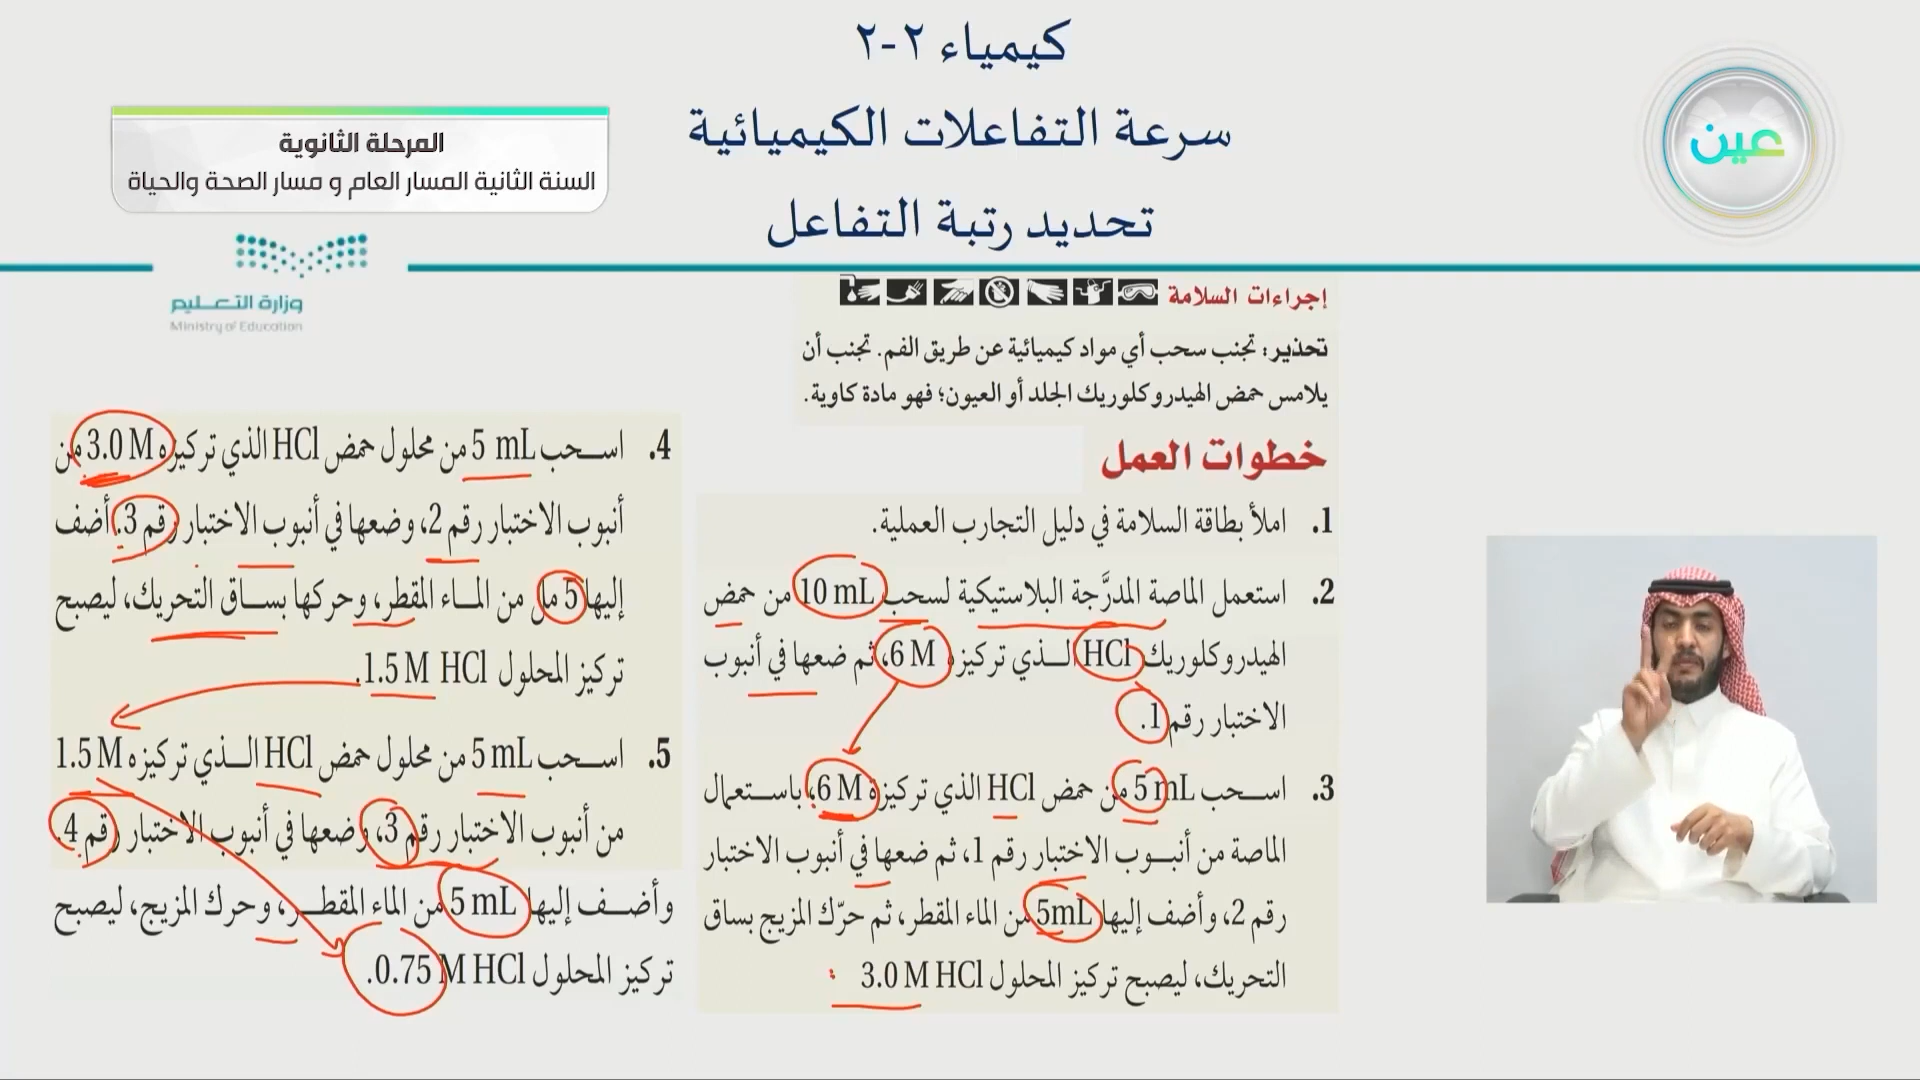 كيمياء ٢-٢
سرعة التفاعلات الكيميائية
تحديد رتبة التفاعل
عين
المرحلة الثانوية
السنة الثانية المسار العام و مسار الصحة والحياة
وزارة التعليم
Ministry of Education
إجراءات السلامة
تحذير: تجنب سحب أي مواد كيميائية عن طريق الفم. تجنب أن
يلامس حمض الهيدروكلوريك الجلد أو العيون؛ فهو مادة كاوية.
خطوات العمل
1. املأ بطاقة السلامة في دليل التجارب العملية.
2. استعمل الماصة المدرَّجة البلاستيكية لسحب 10 mL من حمض
الهيدروكلوريك HCl الذي تركيزه 6 M، ثم ضعها في أنبوب
الاختبار رقم 1.
3. اسحب 5 mL من حمض HCl الذي تركيزه 6 M، باستعمال
الماصة من أنبوب الاختبار رقم 1، ثم ضعها في أنبوب الاختبار
رقم 2، وأضف إليها 5mL من الماء المقطر، ثم حرّك المزيج بساق
التحريك، ليصبح تركيز المحلول 3.0 M HCl
4. اسحب 5 mL من محلول حمض HCl الذي تركيزه 3.0 M من
أنبوب الاختبار رقم 2، وضعها في أنبوب الاختبار رقم 3. أضف
إليها 5 مل من الماء المقطر، وحركها بساق التحريك، ليصبح
تركيز المحلول 1.5 M HCl.
5. اسحب 5 mL من محلول حمض HCl الذي تركيزه 1.5 M
من أنبوب الاختبار رقم 3، وضعها في أنبوب الاختبار رقم 4.
وأضف إليها 5 mL من الماء المقطر، وحرك المزيج، ليصبح
تركيز المحلول 0.75 M HCl.